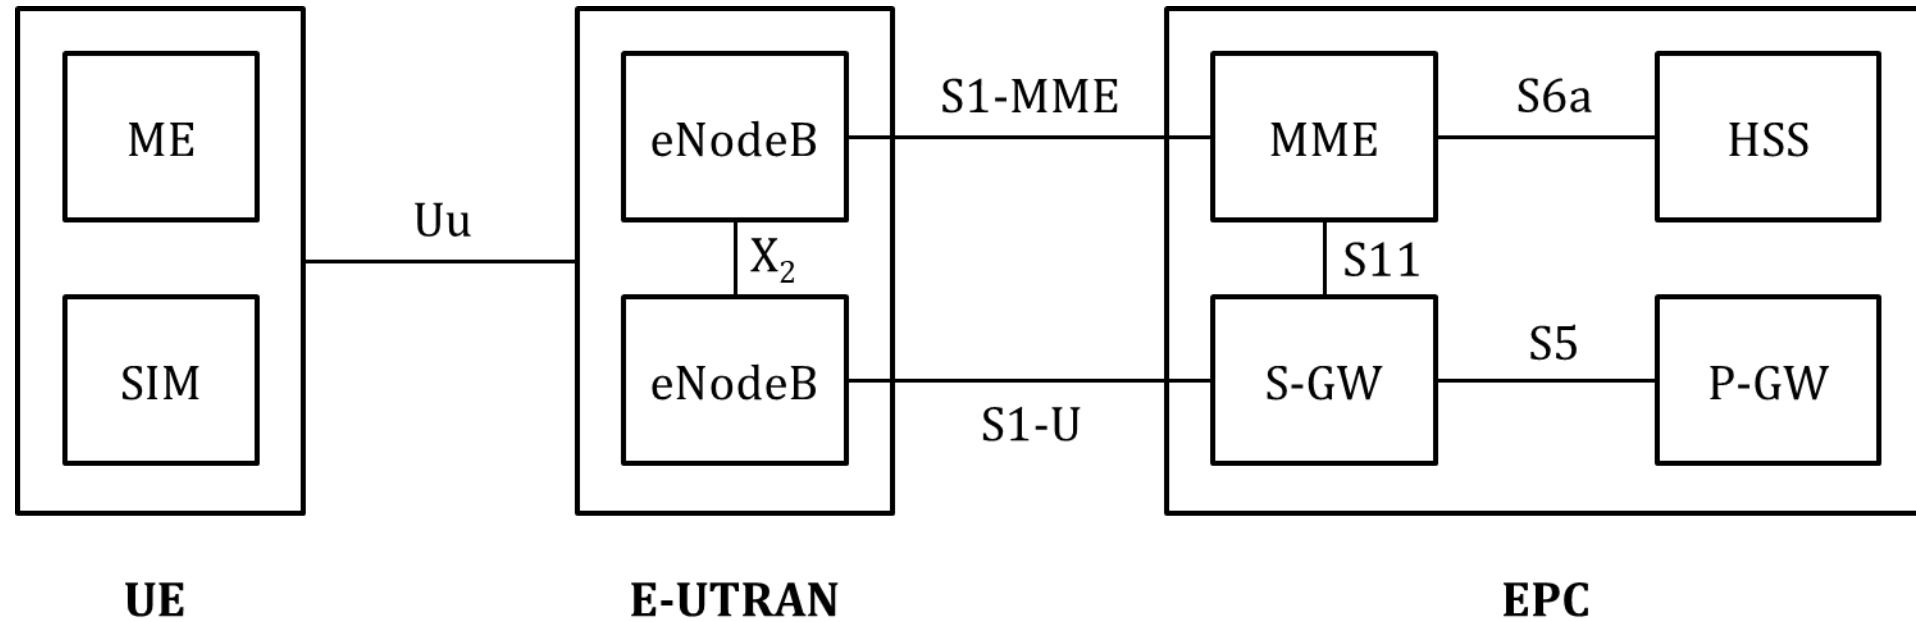 ME
SIM
Uu
eNodeB
X₂
eNodeB
S1-MME
S1-U
MME
S6a
HSS
S11
S-GW
S5
P-GW
UE
E-UTRAN
EPC